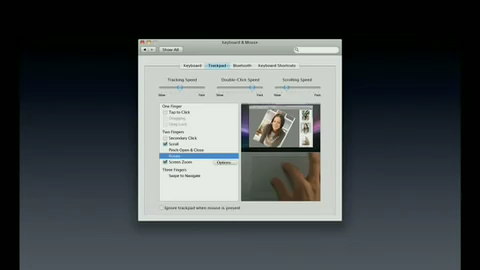 Keyboard & Mouse
Show All
Keyboard Trackpad Bluetooth Keyboard Shortcuts
Tracking Speed Double-Click Speed Scrolling Speed
Slow Fast Slow Fast Slow Fast
One Finger
Tap to Click
Dragging
Drag Lock
Two Fingers
Secondary Click
Scroll
Pinch Open & Close
Rotate
Screen Zoom Options...
Three Fingers
Swipe to Navigate
Ignore trackpad when mouse is present